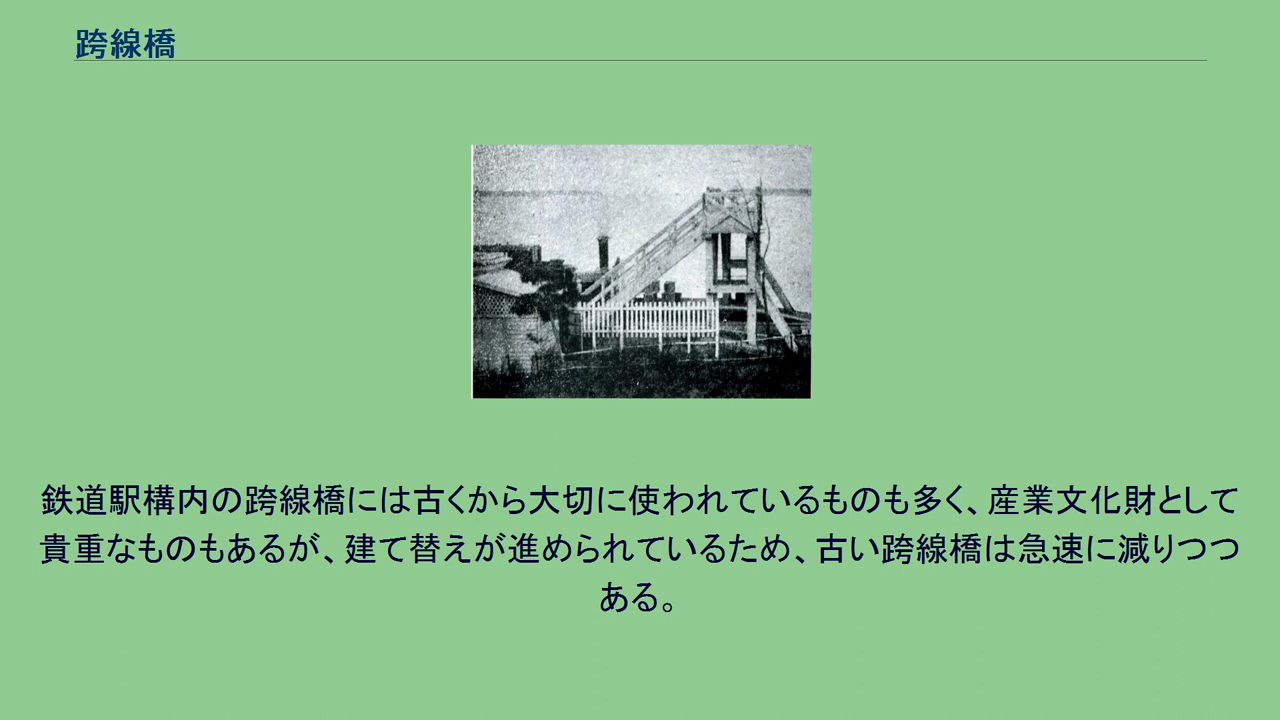 跨線橋
鉄道駅構内の跨線橋には古くから大切に使われているものも多く、産業文化財として
貴重なものもあるが、建て替えが進められているため、古い跨線橋は急速に減りつつ
ある。